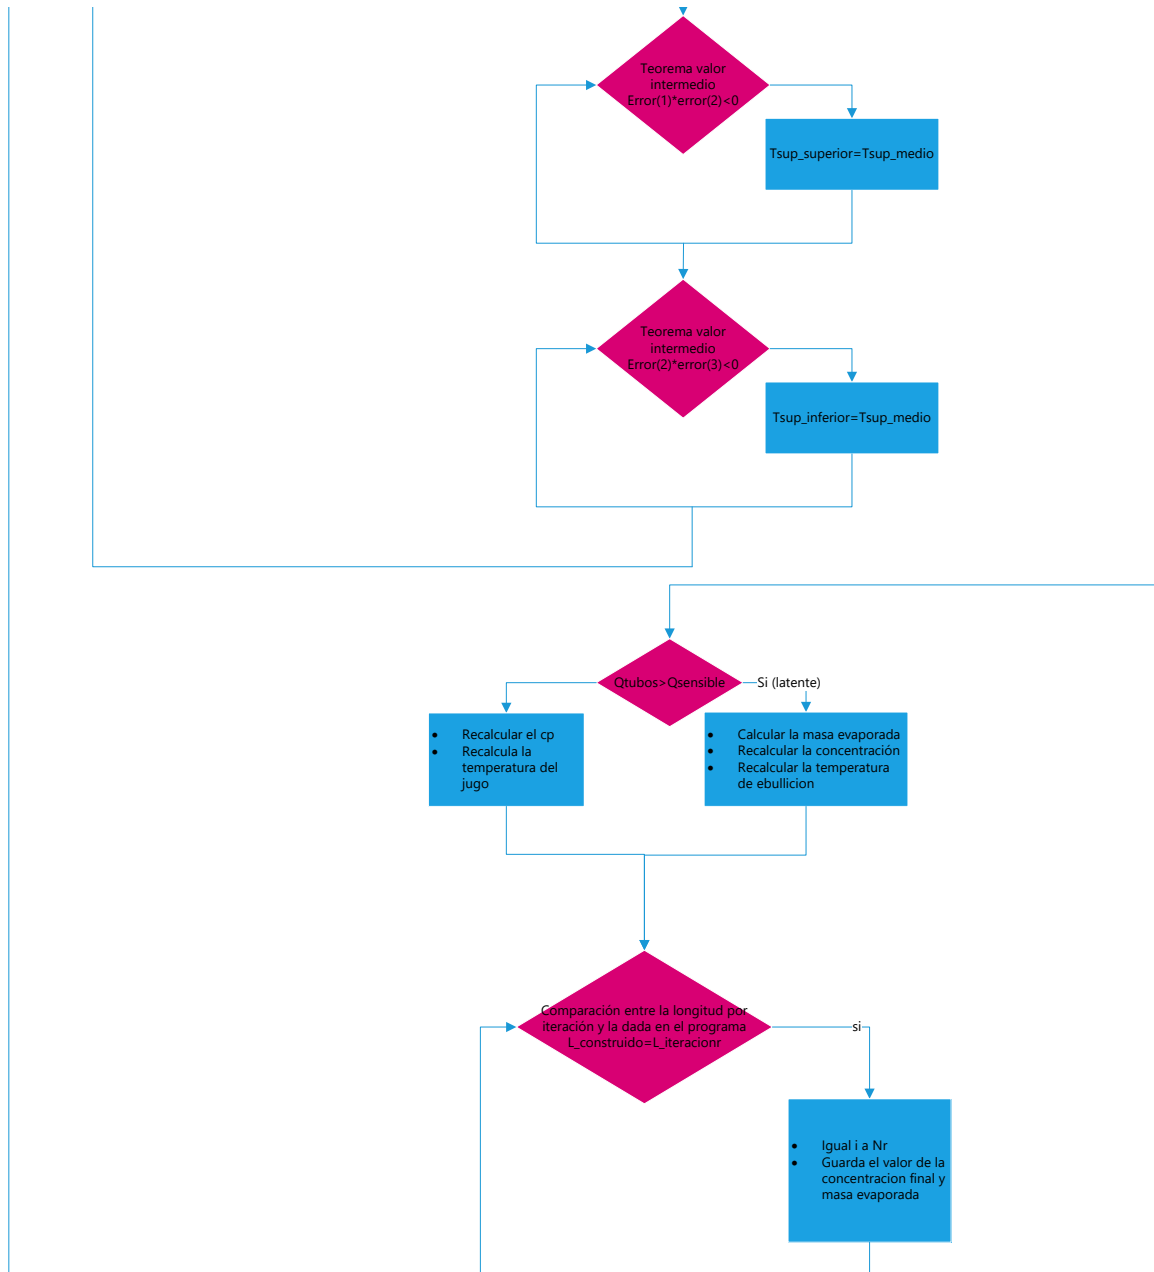 Teorema valor
intermedio
Error(1)*error(2)<0
Tsup_superior=Tsup_medio
Teorema valor
intermedio
Error(2)*error(3)<0
Tsup_inferior=Tsup_medio
Qtubos>Qsensible
Si (latente)
• Recalcular el cp
• Recalcula la
temperatura del
jugo
• Calcular la masa evaporada
• Recalcular la concentración
• Recalcular la temperatura
de ebullicion
Comparación entre la longitud por
iteración y la dada en el programa
L_construido=L_iteracionr
si
• Igual i a Nr
• Guarda el valor de la
concentracion final y
masa evaporada